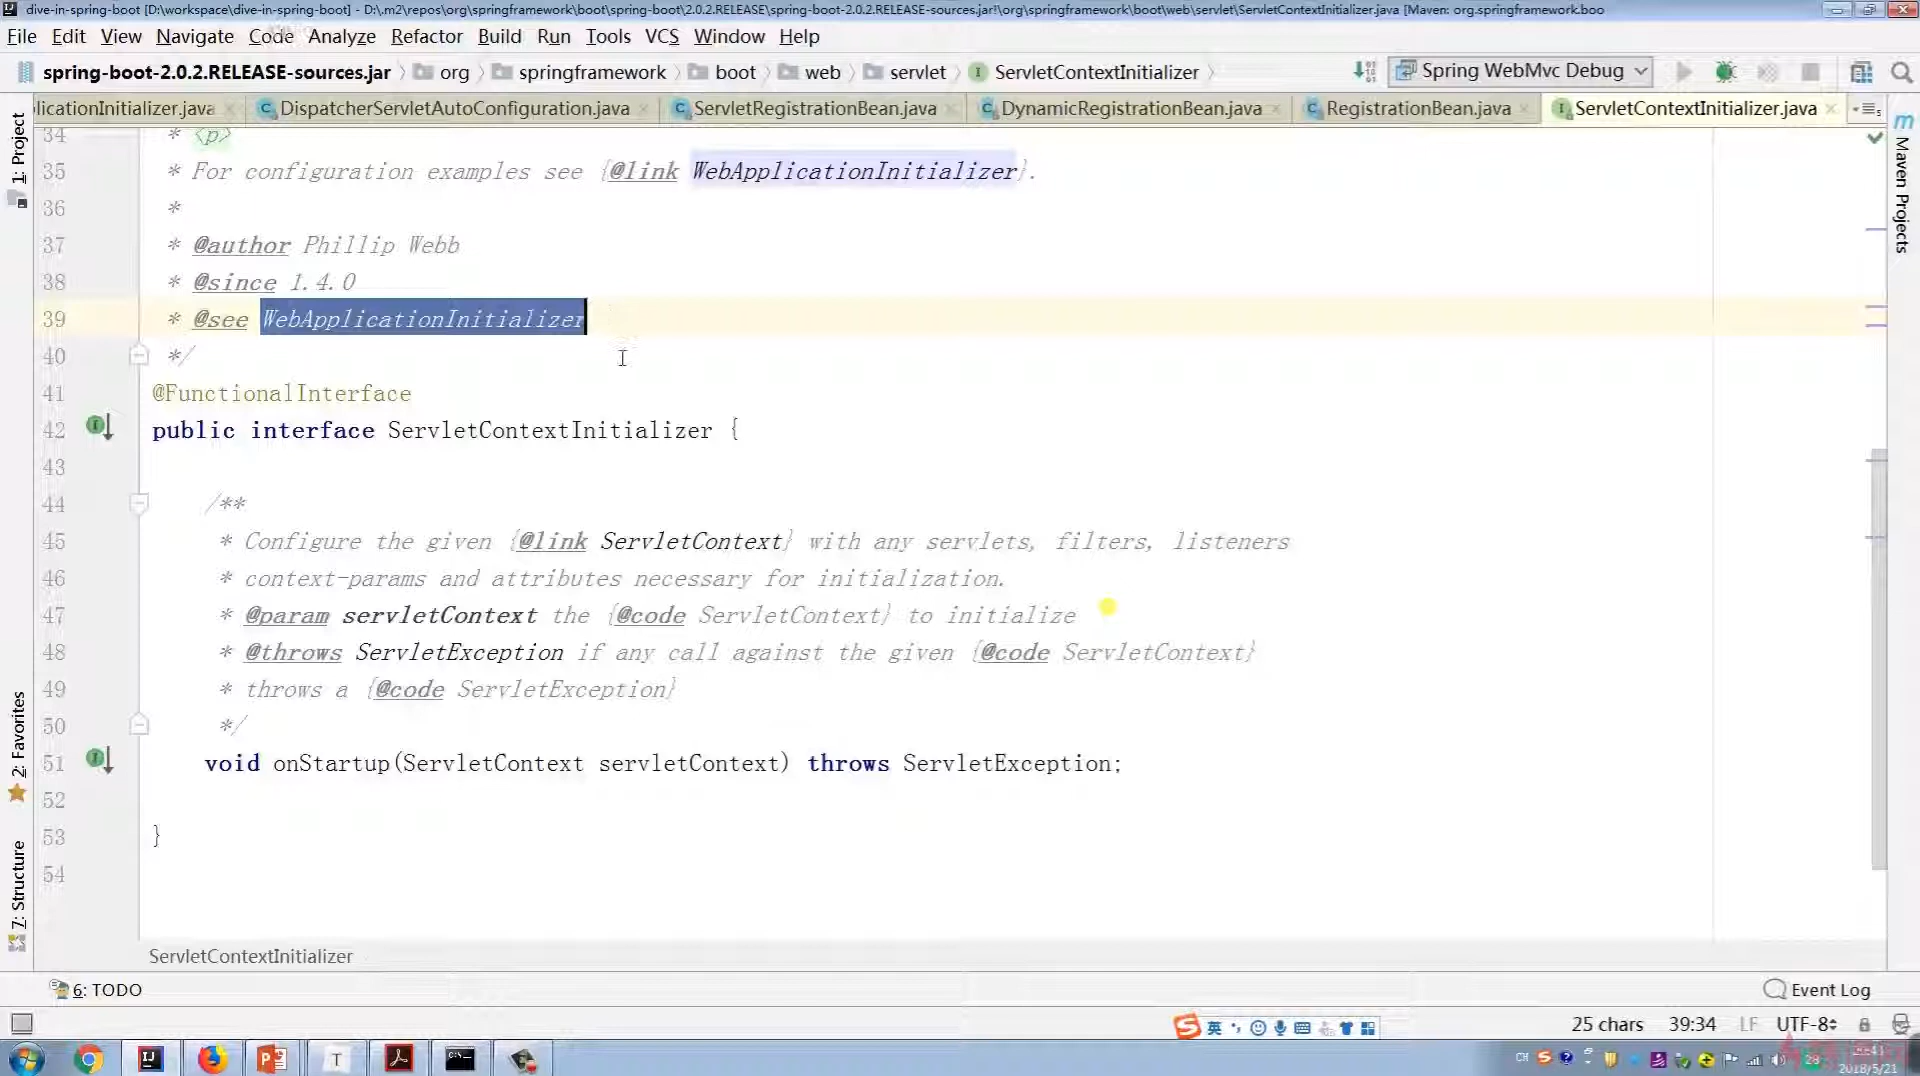 dive-in-spring-boot [D:\workspace\dive-in-spring-boot] - D:\.m2\repos\org\springframework\boot\spring-boot\2.0.2.RELEASE\spring-boot-2.0.2.RELEASE-sources.jar!\org\springframework\boot\web\servlet\ServletContextInitializer.java [Maven: org.springframework.boo
File Edit View Navigate Code Analyze Refactor Build Run Tools VCS Window Help
spring-boot-2.0.2.RELEASE-sources.jar org springframework boot web servlet ServletContextInitializer Spring WebMvc Debug
licationInitializer.java DispatcherServletAutoConfiguration.java ServletRegistrationBean.java DynamicRegistrationBean.java RegistrationBean.java ServletContextInitializer.java
1: Project
Maven Projects
34 * <p>
35 * For configuration examples see {@link WebApplicationInitializer}.
36 *
37 * @author Phillip Webb
38 * @since 1.4.0
39 * @see WebApplicationInitializer
40 */
41 @FunctionalInterface
42 public interface ServletContextInitializer {
43
44 /**
45 * Configure the given {@link ServletContext} with any servlets, filters, listeners
46 * context-params and attributes necessary for initialization.
47 * @param servletContext the {@code ServletContext} to initialize
48 * @throws ServletException if any call against the given {@code ServletContext}
49 * throws a {@code ServletException}
50 */
51 void onStartup(ServletContext servletContext) throws ServletException;
52
53 }
54
2: Favorites
7: Structure
ServletContextInitializer
6: TODO
Event Log
英
25 chars 39:34 LF UTF-8
CH
28
2018/5/21